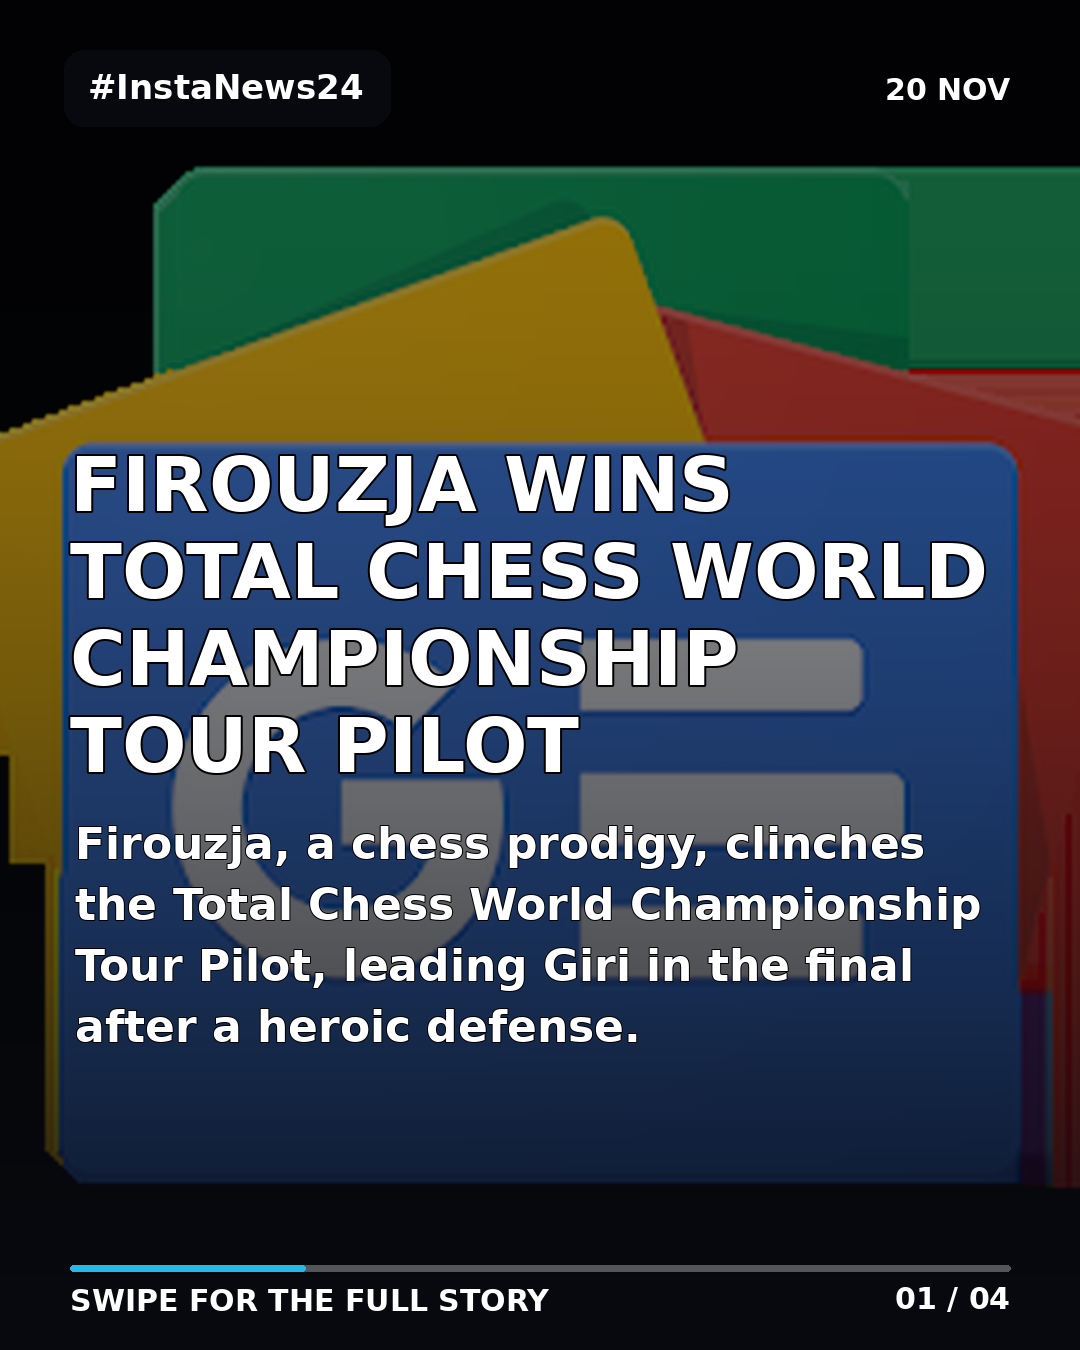 #InstaNews24
20 NOV
FIROUZJA WINS
TOTAL CHESS WORLD
CHAMPIONSHIP
TOUR PILOT
Firouzja, a chess prodigy, clinches
the Total Chess World Championship
Tour Pilot, leading Giri in the final
after a heroic defense.
SWIPE FOR THE FULL STORY
01 / 04